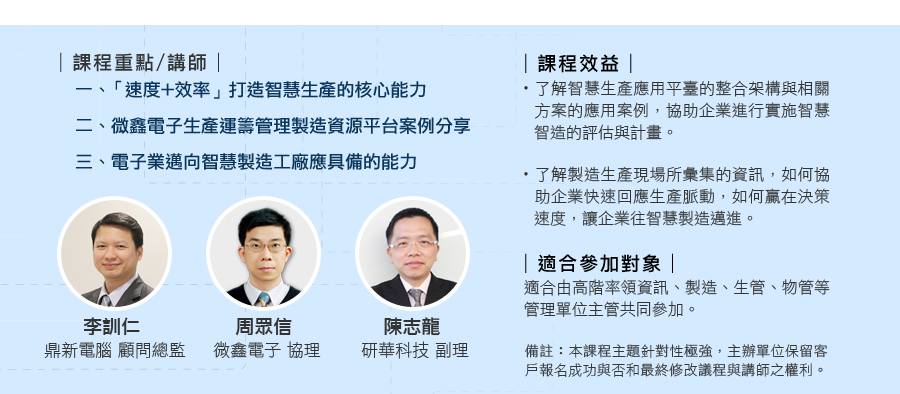 ｜課程重點/講師｜
一、「速度+效率」打造智慧生產的核心能力
二、微鑫電子生產運籌管理製造資源平台案例分享
三、電子業邁向智慧製造工廠應具備的能力
李訓仁
鼎新電腦 顧問總監
周眾信
微鑫電子 協理
陳志龍
研華科技 副理
｜課程效益｜
・了解智慧生產應用平臺的整合架構與相關
方案的應用案例，協助企業進行實施智慧
智造的評估與計畫。
・了解製造生產現場所彙集的資訊，如何協
助企業快速回應生產脈動，如何贏在決策
速度，讓企業往智慧製造邁進。
｜適合參加對象｜
適合由高階率領資訊、製造、生管、物管等
管理單位主管共同參加。
備註：本課程主題針對性極強，主辦單位保留客
戶報名成功與否和最終修改議程與講師之權利。